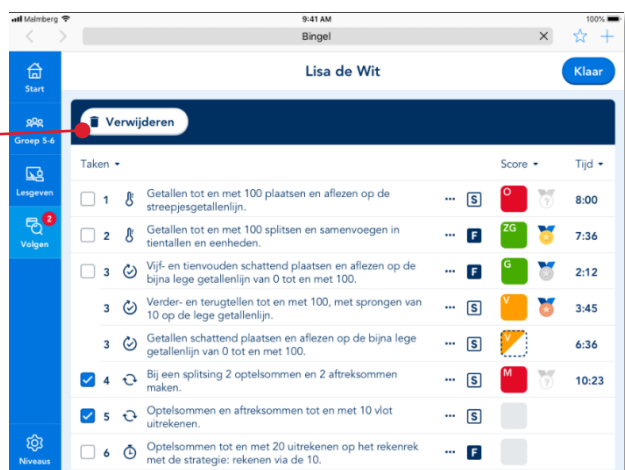 Malmberg
9:41 AM
100%
Bingel
Start
Lisa de Wit
Klaar
Groep 5-6
Verwijderen
Lesgeven
Taken
Score
Tijd
2
Volgen
1 Getallen tot en met 100 plaatsen en aflezen op de
streepjesgetallenlijn.
S O ? 8:00
2 Getallen tot en met 100 splitsen en samenvoegen in
tientallen en eenheden.
F ZG 7:36
3 Vijf- en tienvouden schattend plaatsen en aflezen op de
bijna lege getallenlijn van 0 tot en met 100.
F G 2:12
3 Verder- en terugtellen tot en met 100, met sprongen van
10 op de lege getallenlijn.
S V 3:45
3 Getallen schattend plaatsen en aflezen op de bijna lege
getallenlijn van 0 tot en met 100.
V 6:36
4 Bij een splitsing 2 optelsommen en 2 aftreksommen
maken.
S M ? 10:23
5 Optelsommen en aftreksommen tot en met 10 vlot
uitrekenen.
S
6 Optelsommen tot en met 20 uitrekenen op het rekenrek
met de strategie: rekenen via de 10.
F
Niveaus